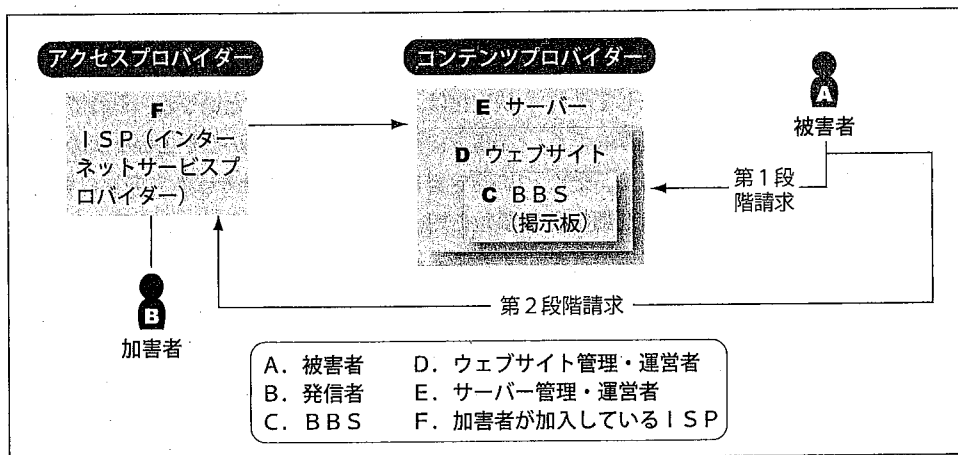 アクセスプロバイダー
F
ISP(インター
ネットサービスプ
ロバイダー)
B
加害者
コンテンツプロバイダー
E サーバー
D ウェブサイト
C BBS
(掲示板)
A
被害者
第1段
階請求
第2段階請求
A.被害者
B.発信者
C.BBS
D.ウェブサイト管理・運営者
E.サーバー管理・運営者
F.加害者が加入しているISP